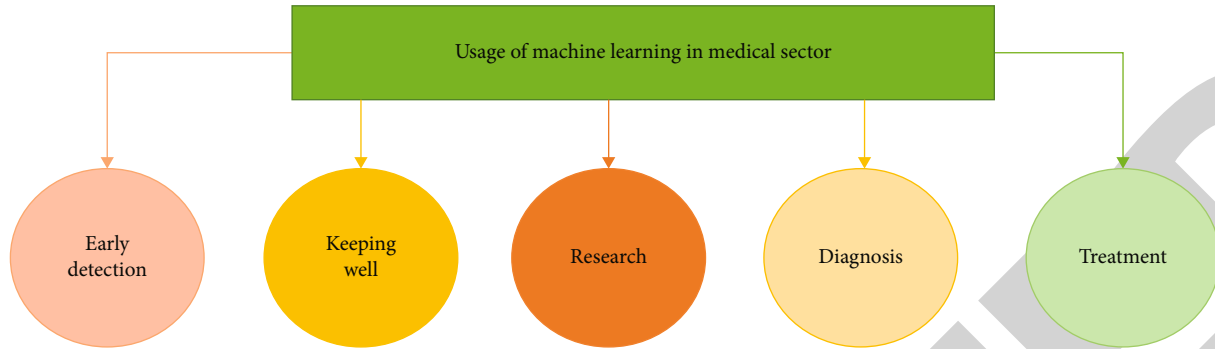 Usage of machine learning in medical sector
Early
detection
Keeping
well
Research
Diagnosis
Treatment